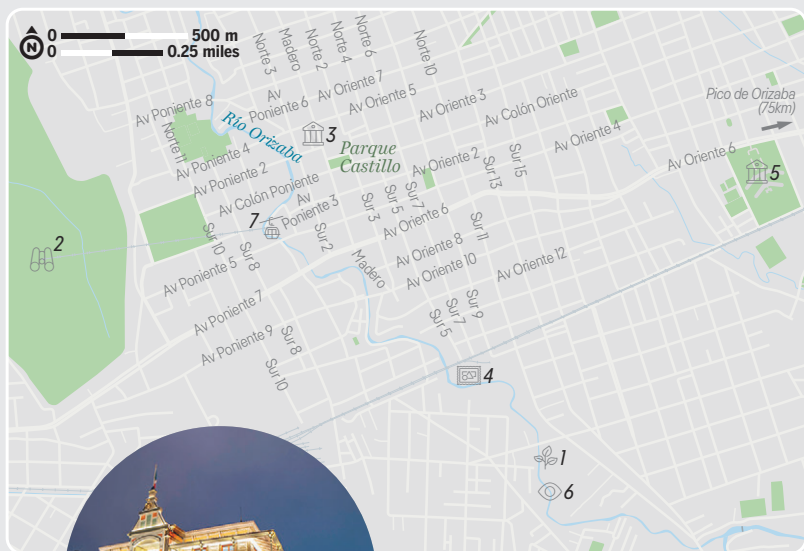 0 500 m
N
0 0.25 miles
Norte 3
Madero
Norte 2
Norte 4
Norte 6
Norte 10
Av Poniente 8
Av
Poniente 6
Av Oriente 7
Av Oriente 5
Av Oriente 3
Av Colón Oriente
Pico de Orizaba
(75km)
Norte 11
Río Orizaba
3
Parque
Castillo
Av Oriente 4
Av Poniente 4
Av Poniente 2
Av Oriente 2
Sur 13
Sur 15
Av Oriente 6
5
Av Colón Poniente
Av
Poniente 3
Sur 3
Sur 5
Sur 7
7
2
Sur 10
Sur 8
Sur 2
Av Oriente 6
Sur 11
Av Poniente 5
Madero
Av Oriente 8
Av Oriente 10
Av Oriente 12
Av Poniente 7
Av Poniente 9
Sur 8
Sur 10
Sur 5
Sur 7
Sur 9
4
1
6